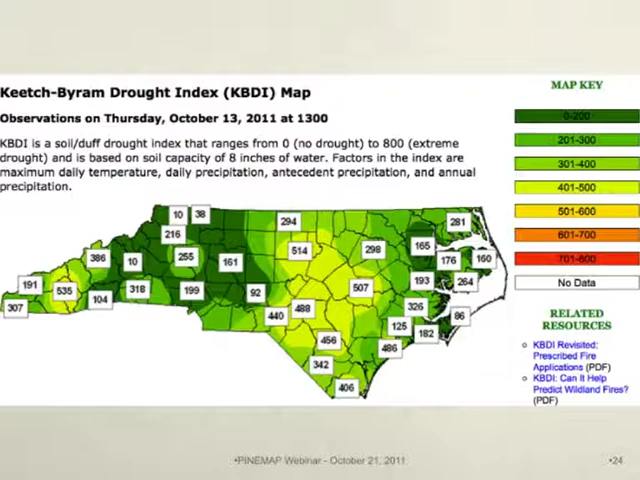 Keetch-Byram Drought Index (KBDI) Map
Observations on Thursday, October 13, 2011 at 1300
KBDI is a soil/duff drought index that ranges from 0 (no drought) to 800 (extreme
drought) and is based on soil capacity of 8 inches of water. Factors in the index are
maximum daily temperature, daily precipitation, antecedent precipitation, and annual
precipitation.
MAP KEY
0-200
201-300
301-400
401-500
501-600
601-700
701-800
No Data
RELATED
RESOURCES
KBDI Revisited:
Prescribed Fire
Applications (PDF)
KBDI: Can It Help
Predict Wildland Fires?
(PDF)
10
38
216
294
281
386
10
255
161
514
298
165
176
160
191
535
104
318
199
92
507
193
264
307
440
488
326
86
456
125
182
486
342
406
•PINEMAP Webinar - October 21, 2011
•24